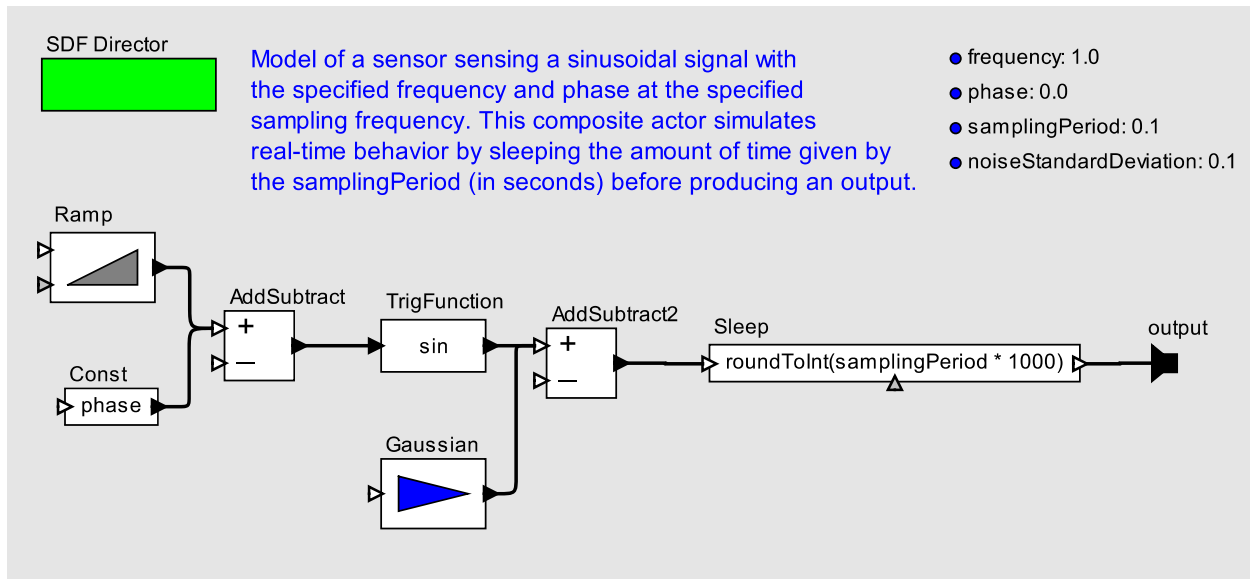 SDF Director
Model of a sensor sensing a sinusoidal signal with
the specified frequency and phase at the specified
sampling frequency. This composite actor simulates
real-time behavior by sleeping the amount of time given by
the samplingPeriod (in seconds) before producing an output.
frequency: 1.0
phase: 0.0
samplingPeriod: 0.1
noiseStandardDeviation: 0.1
Ramp
AddSubtract
+
–
Const
phase
TrigFunction
sin
Gaussian
AddSubtract2
+
–
Sleep
roundToInt(samplingPeriod * 1000)
output